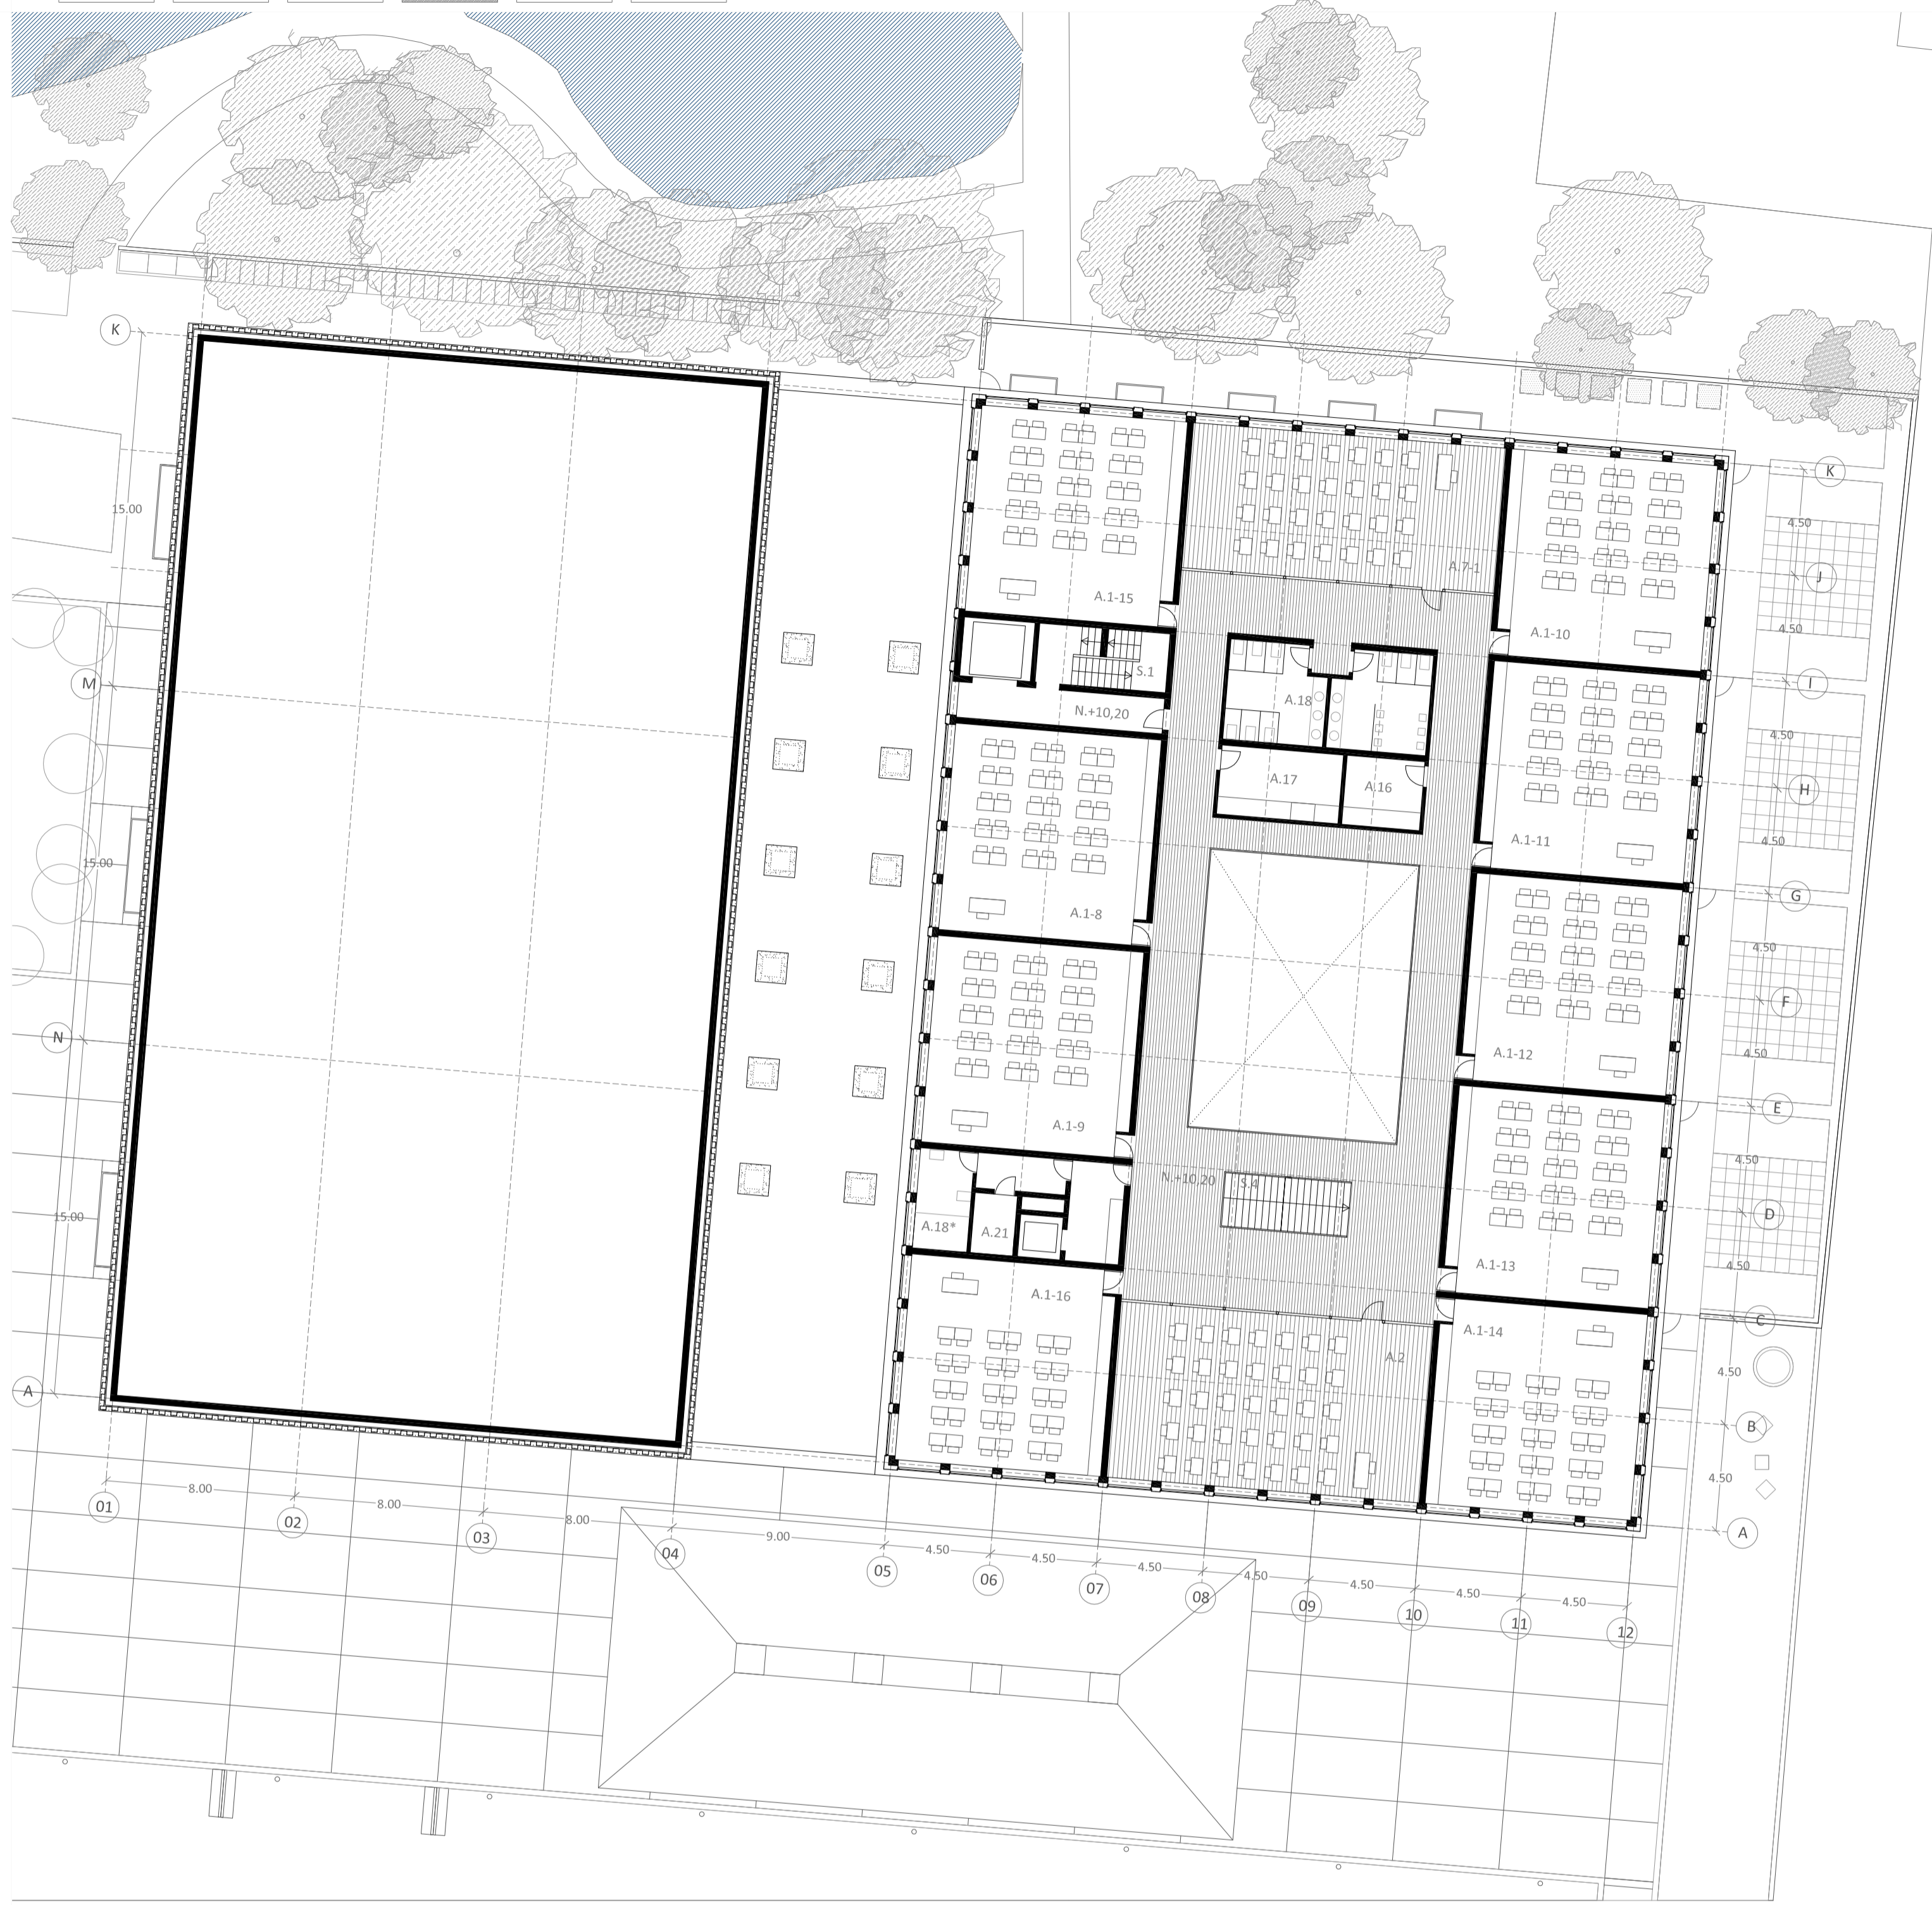 K
15.00
M
15.00
N
15.00
A
K
4.50
J
4.50
I
4.50
H
4.50
G
4.50
F
4.50
E
4.50
D
4.50
C
4.50
B
4.50
A
A.1-15
A.7-1
A.1-10
S.1
N.+10,20
A.18
A.17
A.16
A.1-11
A.1-8
A.1-12
A.1-9
N.+10,20
S.4
A.18*
A.21
A.1-13
A.1-16
A.2
A.1-14
8.00
8.00
8.00
9.00
4.50
4.50
4.50
4.50
4.50
4.50
4.50
01
02
03
04
05
06
07
08
09
10
11
12